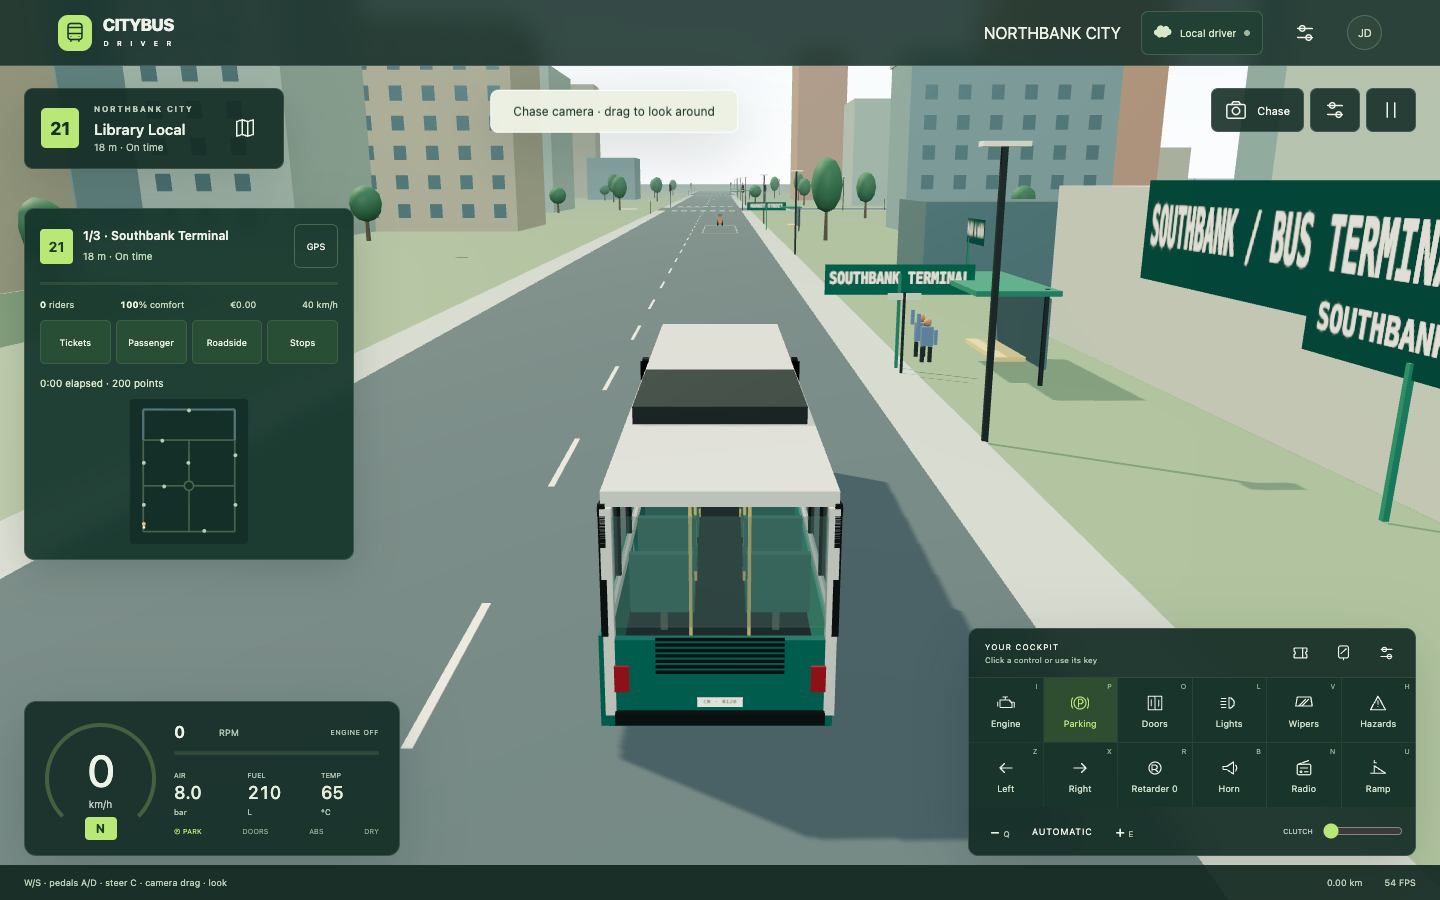 CITYBUS
DRIVER
NORTHBANK CITY
Local driver
JD
21
NORTHBANK CITY
Library Local
18 m · On time
Chase camera · drag to look around
Chase
21
1/3 · Southbank Terminal
18 m · On time
GPS
0 riders
100% comfort
€0.00
40 km/h
Tickets
Passenger
Roadside
Stops
0:00 elapsed · 200 points
SOUTHBANK TERMINAL
SOUTHBANK / BUS TERMIN
SOUTHBANK
0
km/h
N
0
RPM
ENGINE OFF
AIR
8.0
bar
FUEL
210
L
TEMP
65
°C
PARK
DOORS
ABS
DRY
YOUR COCKPIT
Click a control or use its key
I
Engine
P
Parking
O
Doors
L
Lights
V
Wipers
H
Hazards
Z
Left
X
Right
R
Retarder 0
B
Horn
N
Radio
U
Ramp
− Q
AUTOMATIC
+ E
CLUTCH
W/S · pedals A/D · steer C · camera drag · look
0.00 km
54 FPS